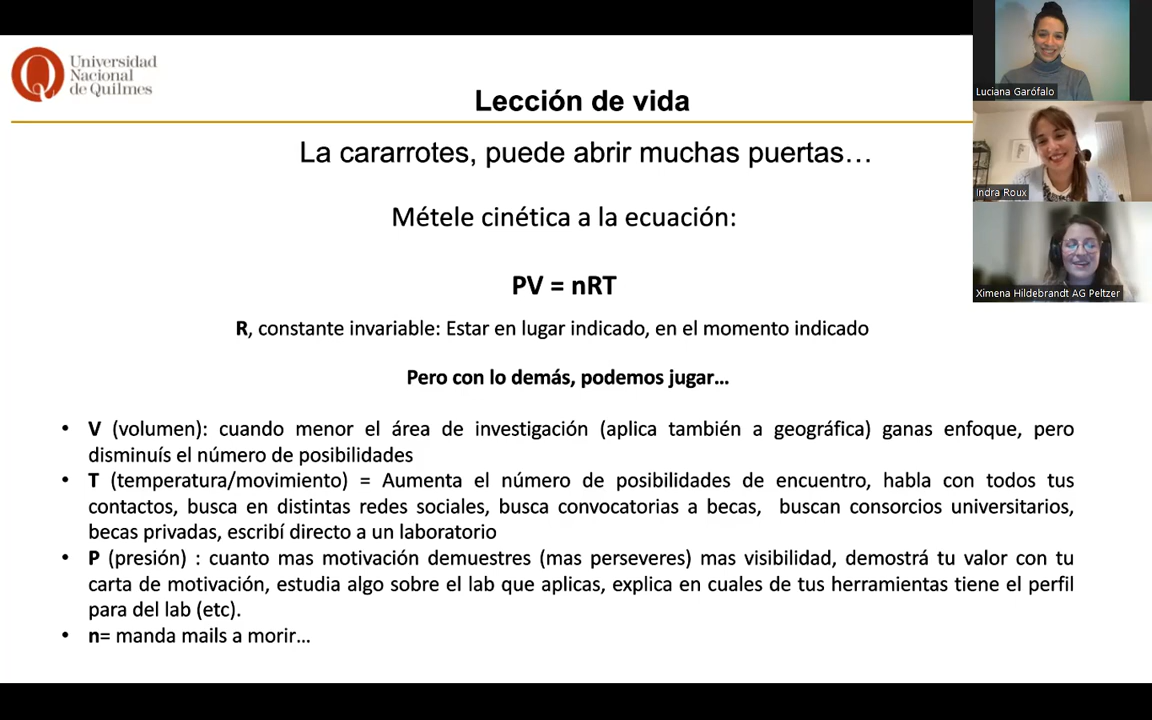 Universidad
Nacional
de Quilmes
Lección de vida
La cararrotes, puede abrir muchas puertas…
Métele cinética a la ecuación:
PV = nRT
R, constante invariable: Estar en lugar indicado, en el momento indicado
Pero con lo demás, podemos jugar…
• V (volumen): cuando menor el área de investigación (aplica también a geográfica) ganas enfoque, pero
disminuís el número de posibilidades
• T (temperatura/movimiento) = Aumenta el número de posibilidades de encuentro, habla con todos tus
contactos, busca en distintas redes sociales, busca convocatorias a becas, buscan consorcios universitarios,
becas privadas, escribí directo a un laboratorio
• P (presión) : cuanto mas motivación demuestres (mas perseveres) mas visibilidad, demostrá tu valor con tu
carta de motivación, estudia algo sobre el lab que aplicas, explica en cuales de tus herramientas tiene el perfil
para del lab (etc).
• n= manda mails a morir…
Luciana Garófalo
Indra Roux
Ximena Hildebrandt AG Peltzer